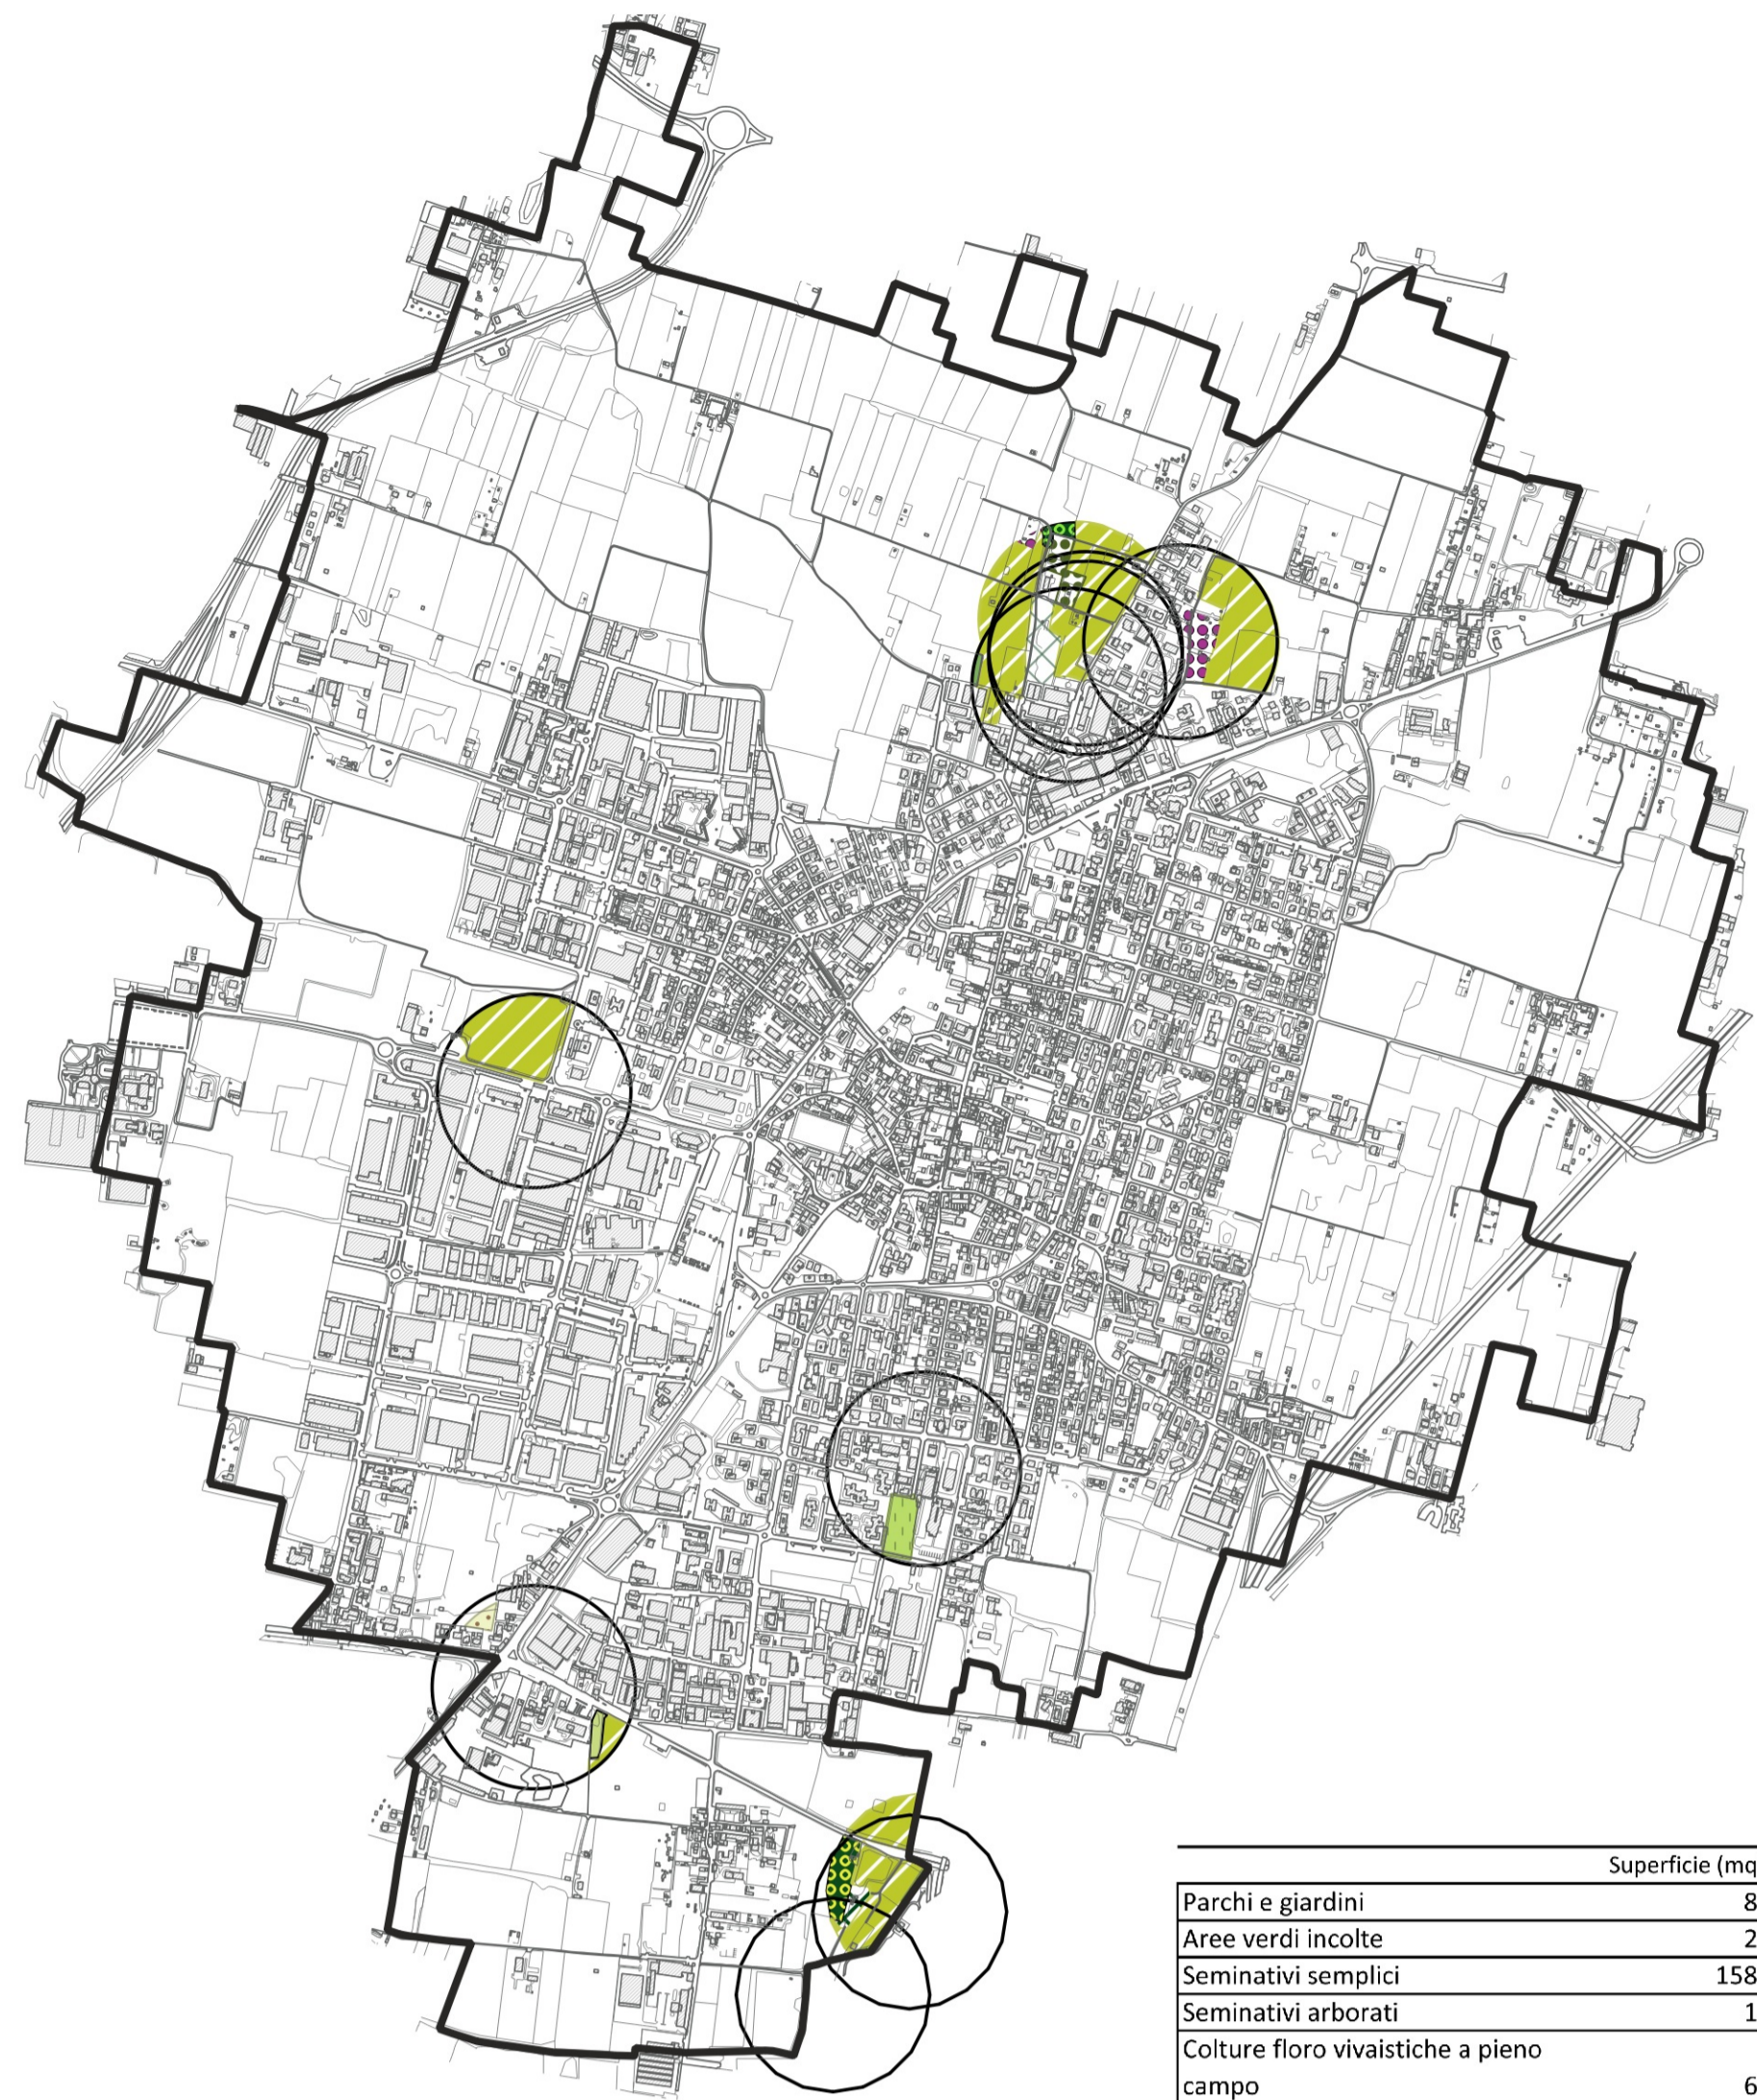 Superficie (mq
Parchi e giardini 8
Aree verdi incolte 2
Seminativi semplici 158
Seminativi arborati 1
Colture floro vivaistiche a pieno
campo 6